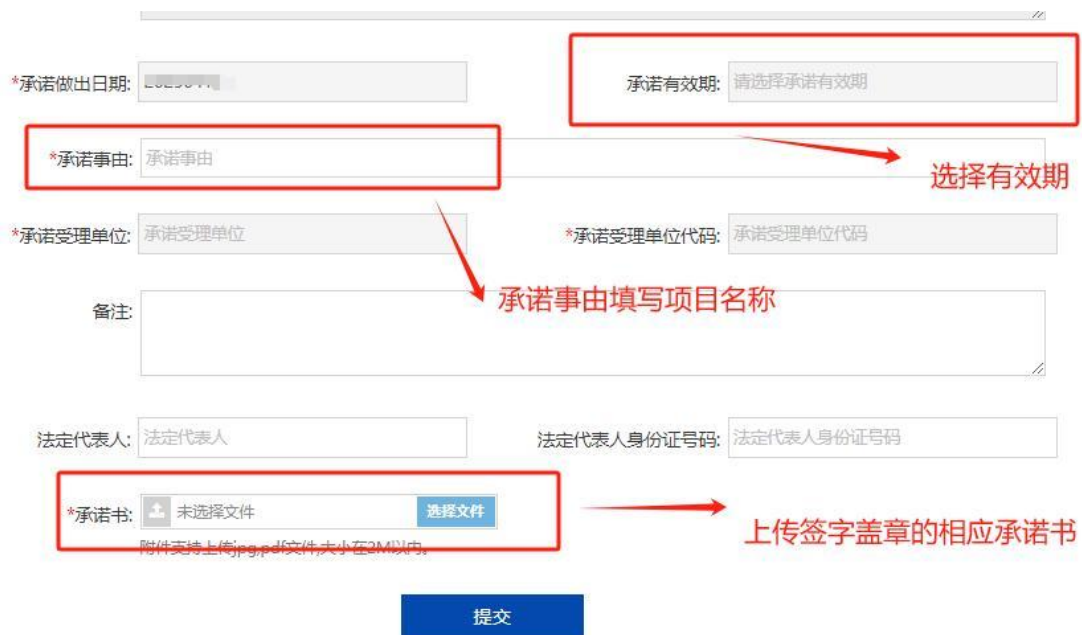 *承诺做出日期:
承诺有效期: 请选择承诺有效期
选择有效期
*承诺事由: 承诺事由
*承诺受理单位: 承诺受理单位
*承诺受理单位代码: 承诺受理单位代码
承诺事由填写项目名称
备注:
法定代表人: 法定代表人
法定代表人身份证号码: 法定代表人身份证号码
*承诺书: 未选择文件 选择文件
上传签字盖章的相应承诺书
附件支持上传jpg,pdf文件,大小在2M以内。
提交